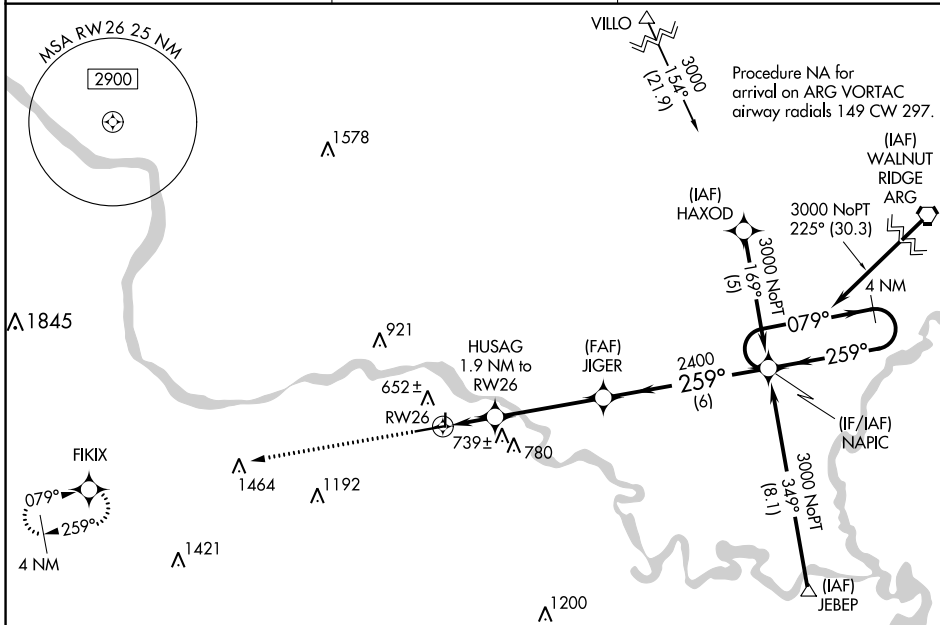 MSA RW26 25 NM
2900
VILLO
3000
154°
(21.9)
Procedure NA for
arrival on ARG VORTAC
airway radials 149 CW 297.
1578
(IAF)
WALNUT
RIDGE
ARG
(IAF)
HAXOD
3000 NoPT
225° (30.3)
3000 NoPT
169°
(5)
4 NM
079°
259°
1845
921
HUSAG
1.9 NM to
RW26
(FAF)
JIGER
2400
259°
(6)
652±
RW26
739±
780
(IF/IAF)
NAPIC
FIKIX
079°
259°
4 NM
1464
1192
3000 NoPT
349°
(8.1)
1421
1200
(IAF)
JEBEP